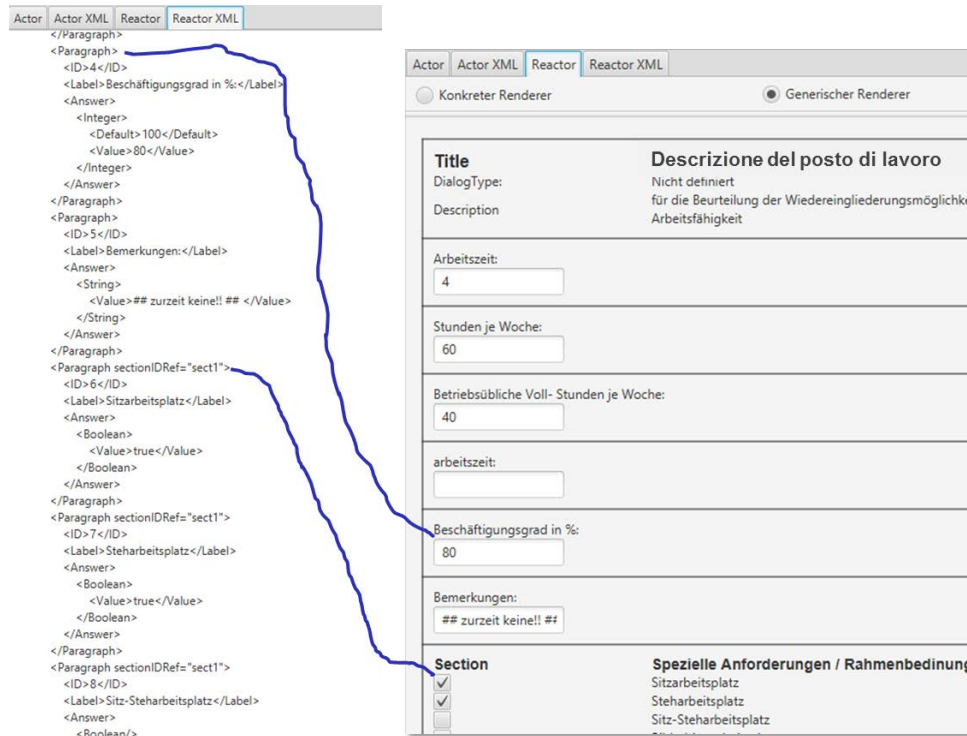 Actor Actor XML Reactor Reactor XML
</Paragraph>
<Paragraph>
<ID>4</ID>
<Label>Beschäftigungsgrad in %:</Label>
<Answer>
<Integer>
<Default>100</Default>
<Value>80</Value>
</Integer>
</Answer>
</Paragraph>
<Paragraph>
<ID>5</ID>
<Label>Bemerkungen:</Label>
<Answer>
<String>
<Value>## zurzeit keine!! ## </Value>
</String>
</Answer>
</Paragraph>
<Paragraph sectionIDRef="sect1">
<ID>6</ID>
<Label>Sitzarbeitsplatz</Label>
<Answer>
<Boolean>
<Value>true</Value>
</Boolean>
</Answer>
</Paragraph>
<Paragraph sectionIDRef="sect1">
<ID>7</ID>
<Label>Steharbeitsplatz</Label>
<Answer>
<Boolean>
<Value>true</Value>
</Boolean>
</Answer>
</Paragraph>
<Paragraph sectionIDRef="sect1">
<ID>8</ID>
<Label>Sitz-Steharbeitsplatz</Label>
<Answer>
<Boolean/>
Actor Actor XML Reactor Reactor XML
Konkreter Renderer Generischer Renderer
Title Descrizione del posto di lavoro
DialogType: Nicht definiert
Description für die Beurteilung der Wiedereingliederungsmöglichke
Arbeitsfähigkeit
Arbeitszeit:
4
Stunden je Woche:
60
Betriebsübliche Voll- Stunden je Woche:
40
arbeitszeit:
Beschäftigungsgrad in %:
80
Bemerkungen:
## zurzeit keine!! ##
Section Spezielle Anforderungen / Rahmenbedinung
Sitzarbeitsplatz
Steharbeitsplatz
Sitz-Steharbeitsplatz